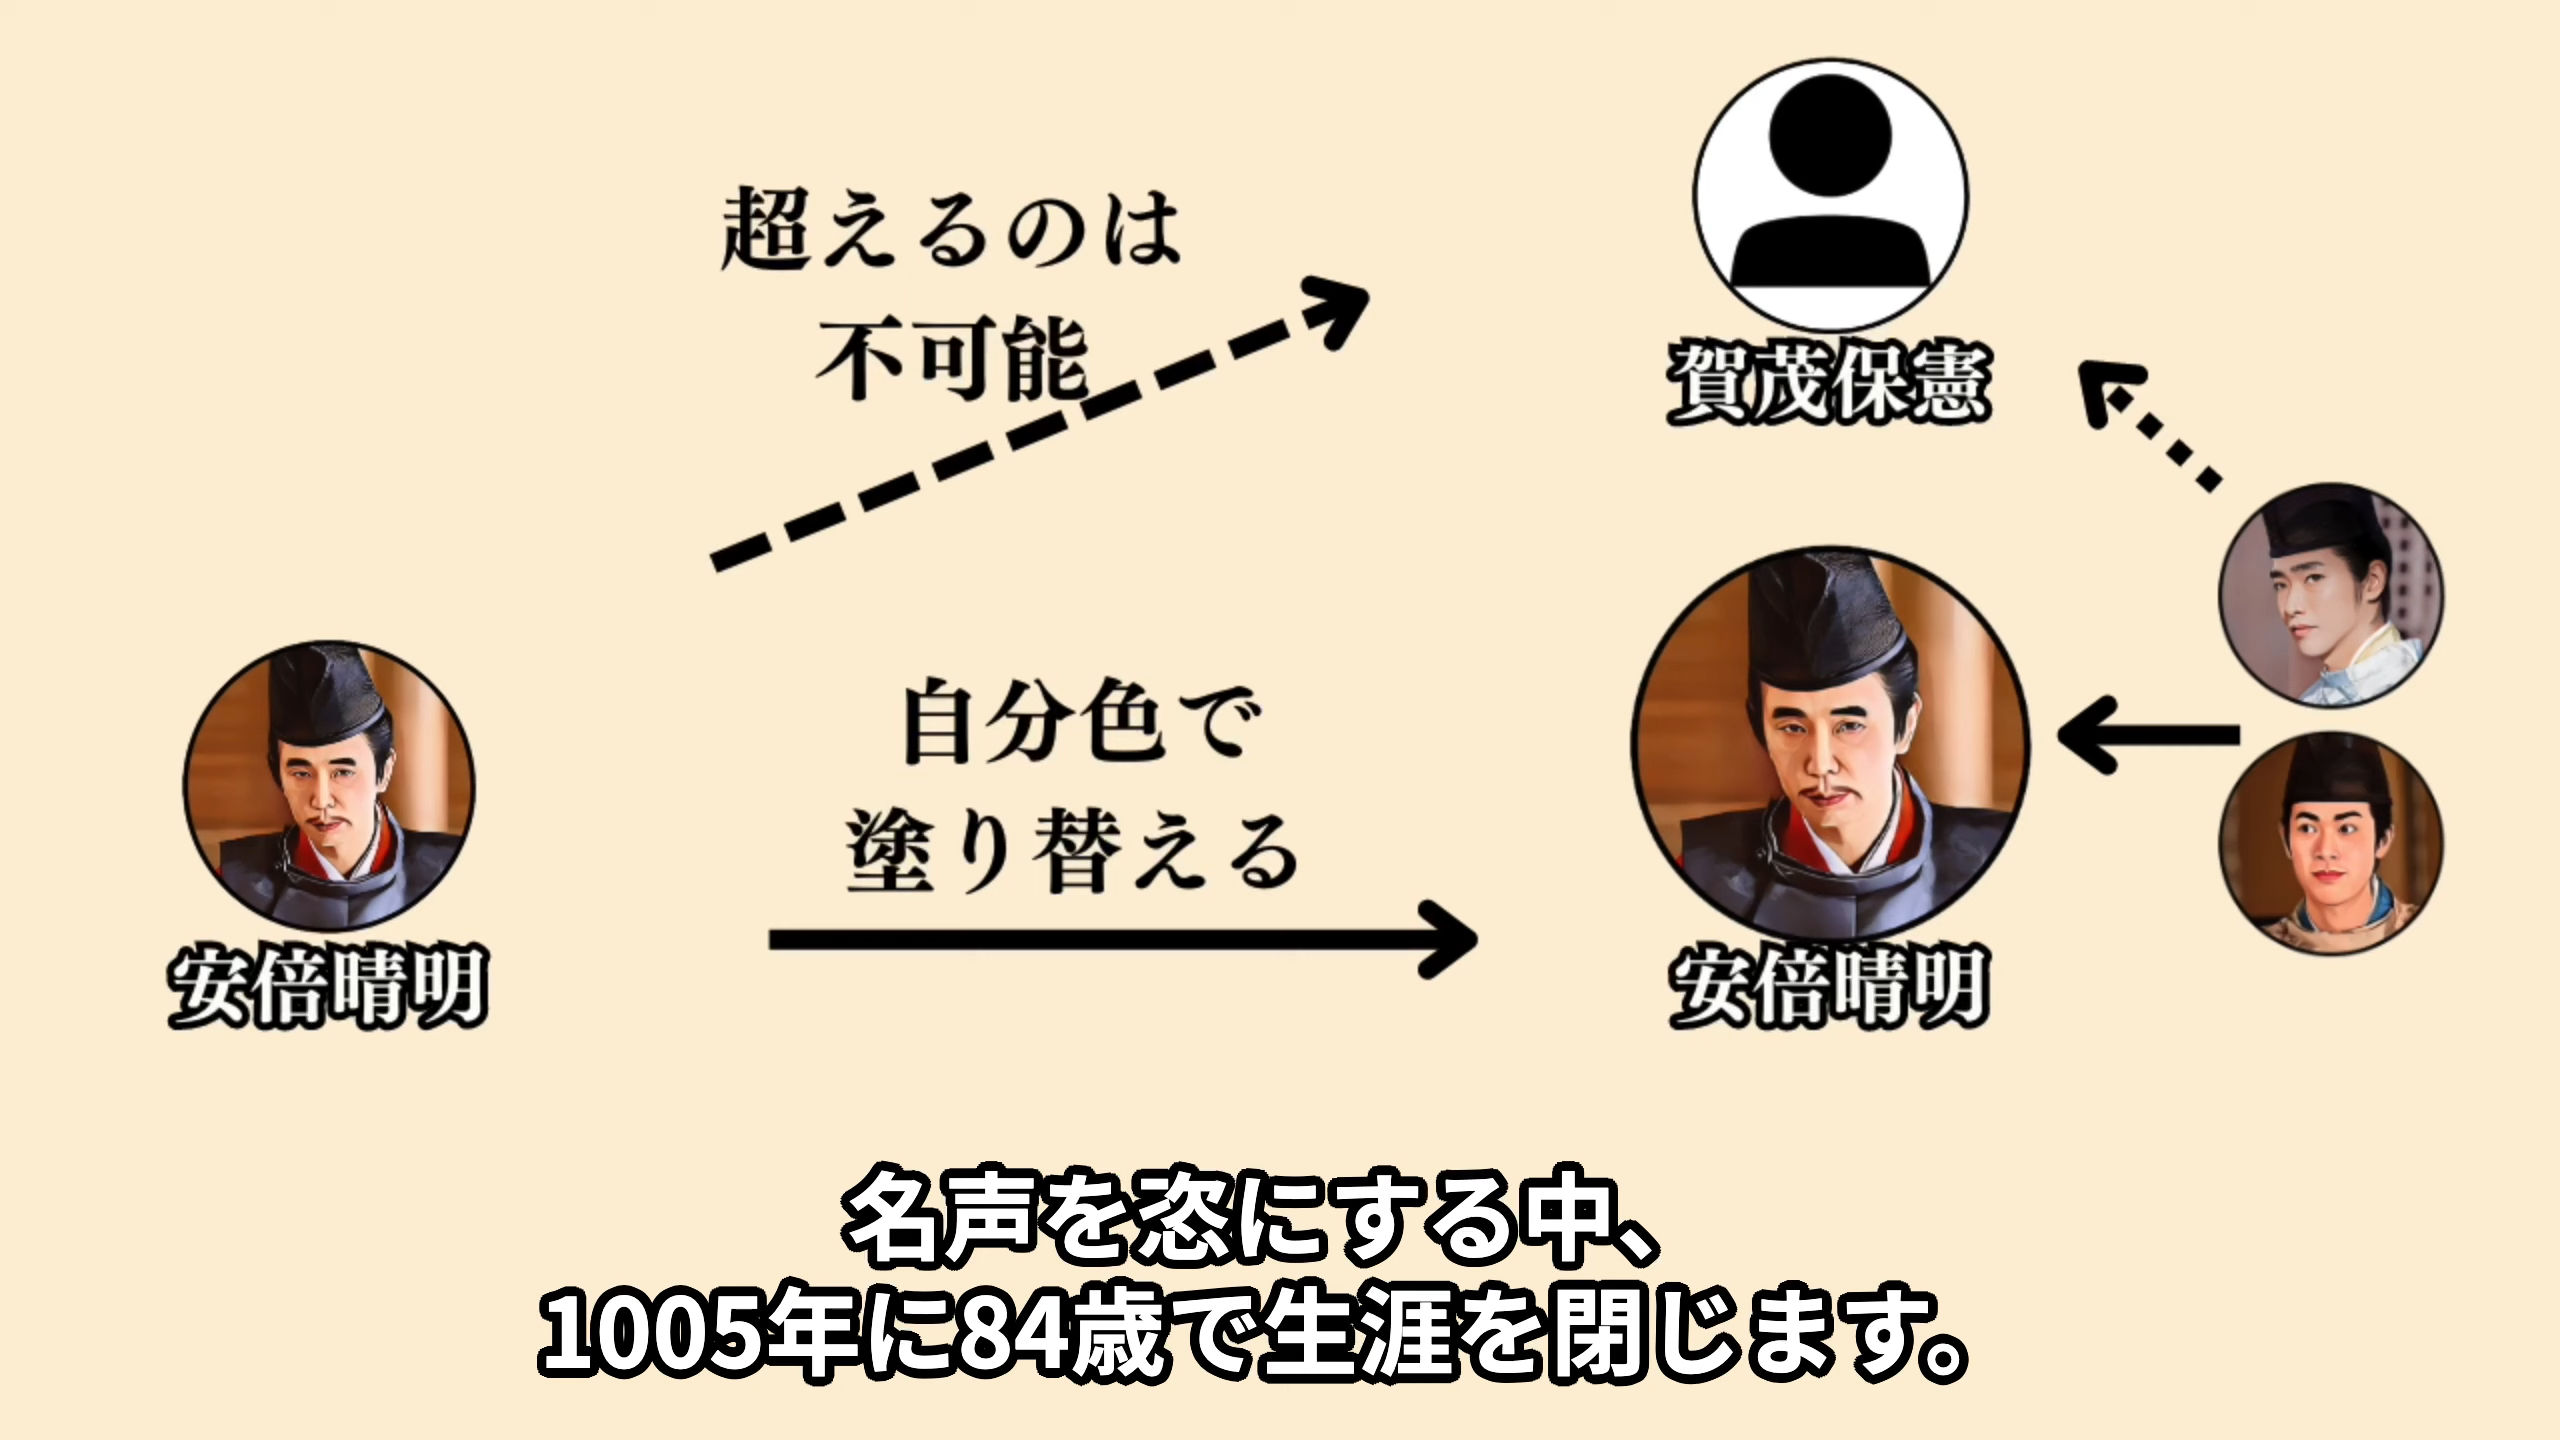 超えるのは
不可能
賀茂保憲
自分色で
塗り替える
安倍晴明
安倍晴明
名声を恣にする中、
1005年に84歳で生涯を閉じます。